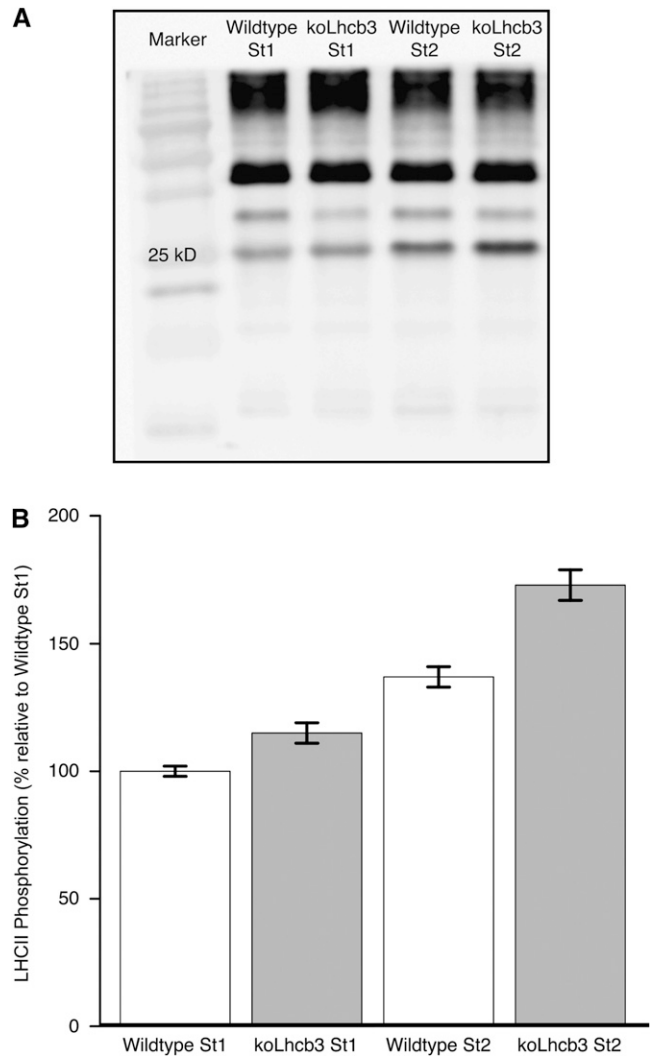 A
Marker
Wildtype St1
koLhcb3 St1
Wildtype St2
koLhcb3 St2
25 kD
B
LHCII Phosphorylation (% relative to Wildtype St1)
200
150
100
50
0
Wildtype St1
koLhcb3 St1
Wildtype St2
koLhcb3 St2